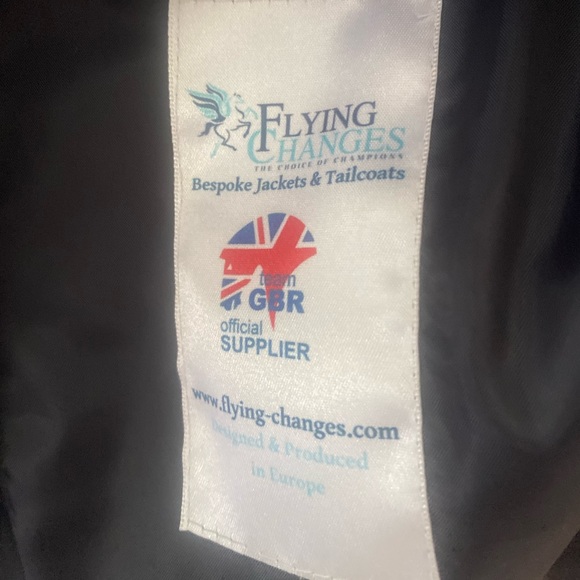 FLYING
CHANGES
THE CHOICE OF CHAMPIONS
Bespoke Jackets & Tailcoats
team
GBR
official
SUPPLIER
www.flying-changes.com
Designed & Produced
in Europe